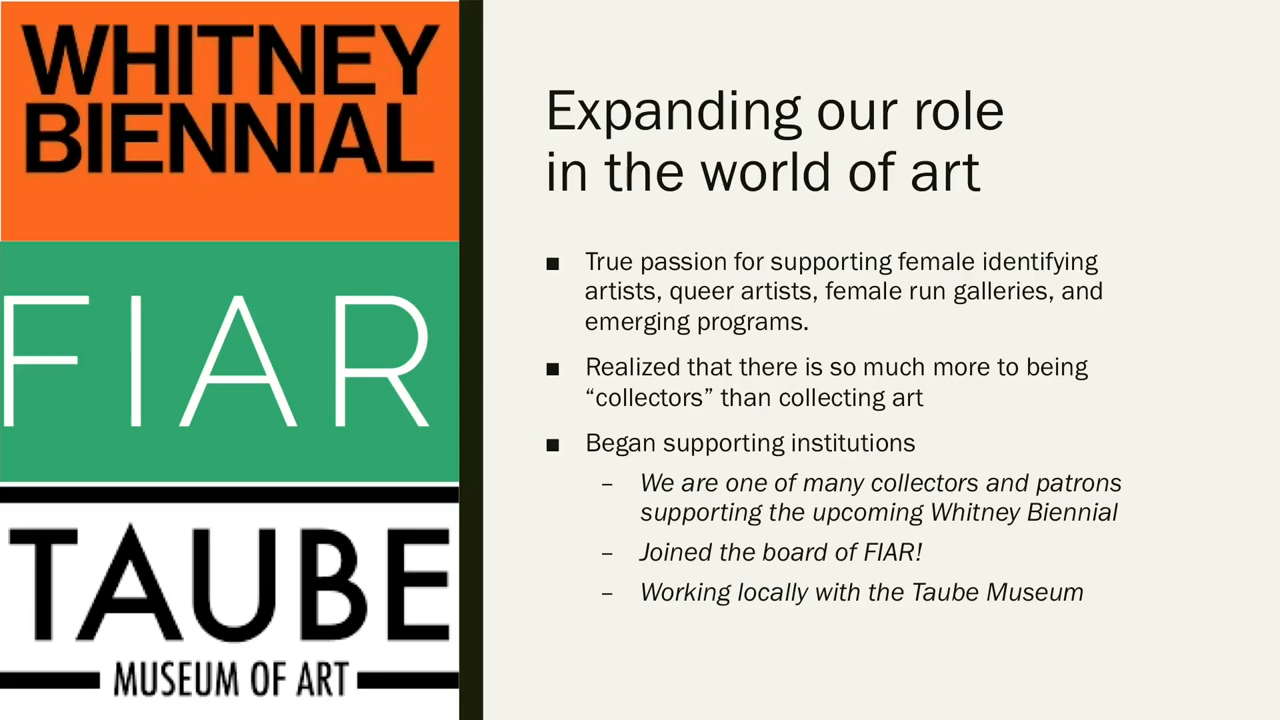 WHITNEY
BIENNIAL
FIAR
TAUBE
MUSEUM OF ART
Expanding our role
in the world of art
■ True passion for supporting female identifying
artists, queer artists, female run galleries, and
emerging programs.
■ Realized that there is so much more to being
“collectors” than collecting art
■ Began supporting institutions
– We are one of many collectors and patrons
supporting the upcoming Whitney Biennial
– Joined the board of FIAR!
– Working locally with the Taube Museum